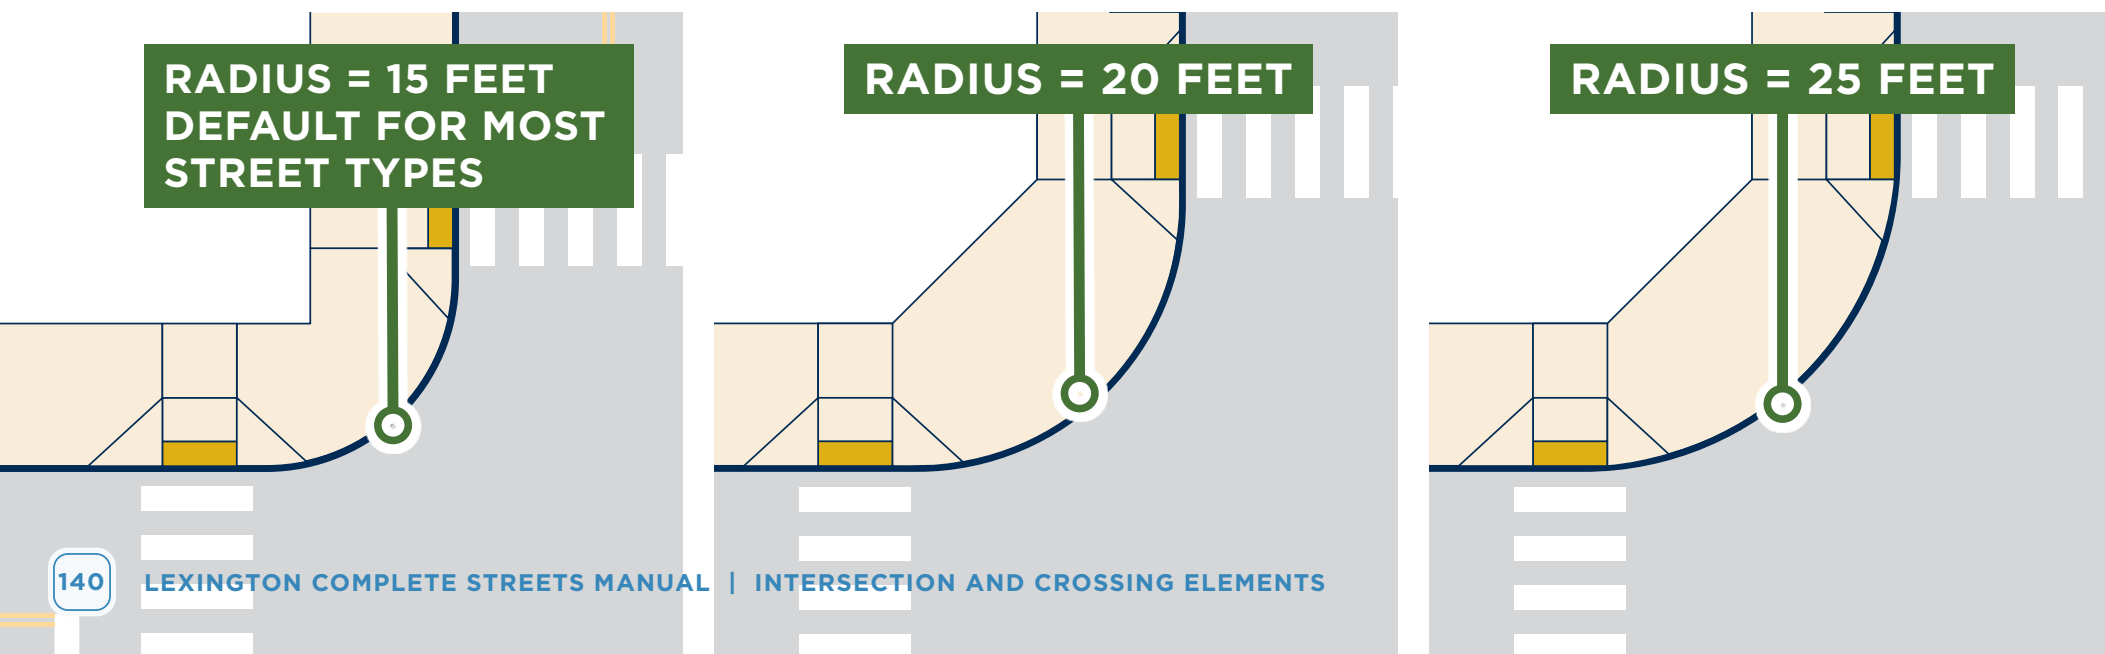 RADIUS = 15 FEET
DEFAULT FOR MOST
STREET TYPES
RADIUS = 20 FEET
RADIUS = 25 FEET
140
LEXINGTON COMPLETE STREETS MANUAL | INTERSECTION AND CROSSING ELEMENTS